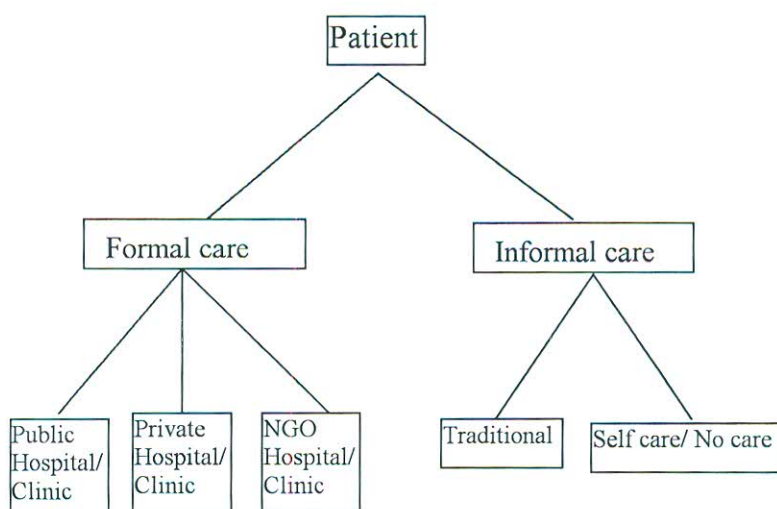 Patient
Formal care
Informal care
Public
Hospital/
Clinic
Private
Hospital/
Clinic
NGO
Hospital/
Clinic
Traditional
Self care/ No care